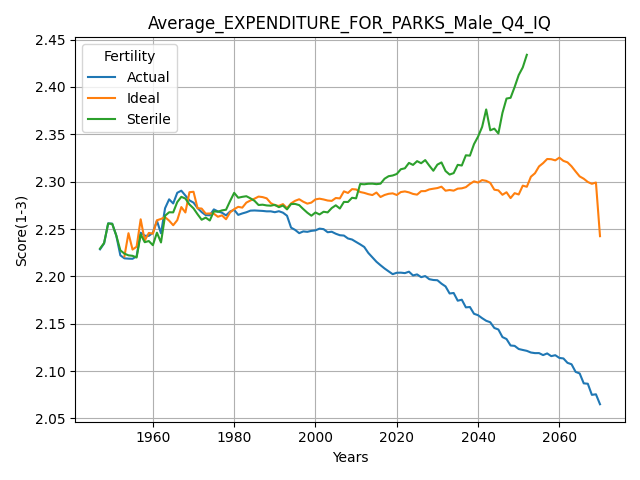 Average_EXPENDITURE_FOR_PARKS_Male_Q4_IQ
Score(1-3)
2.45
2.40
2.35
2.30
2.25
2.20
2.15
2.10
2.05
Fertility
Actual
Ideal
Sterile
1960
1980
2000
2020
2040
2060
Years